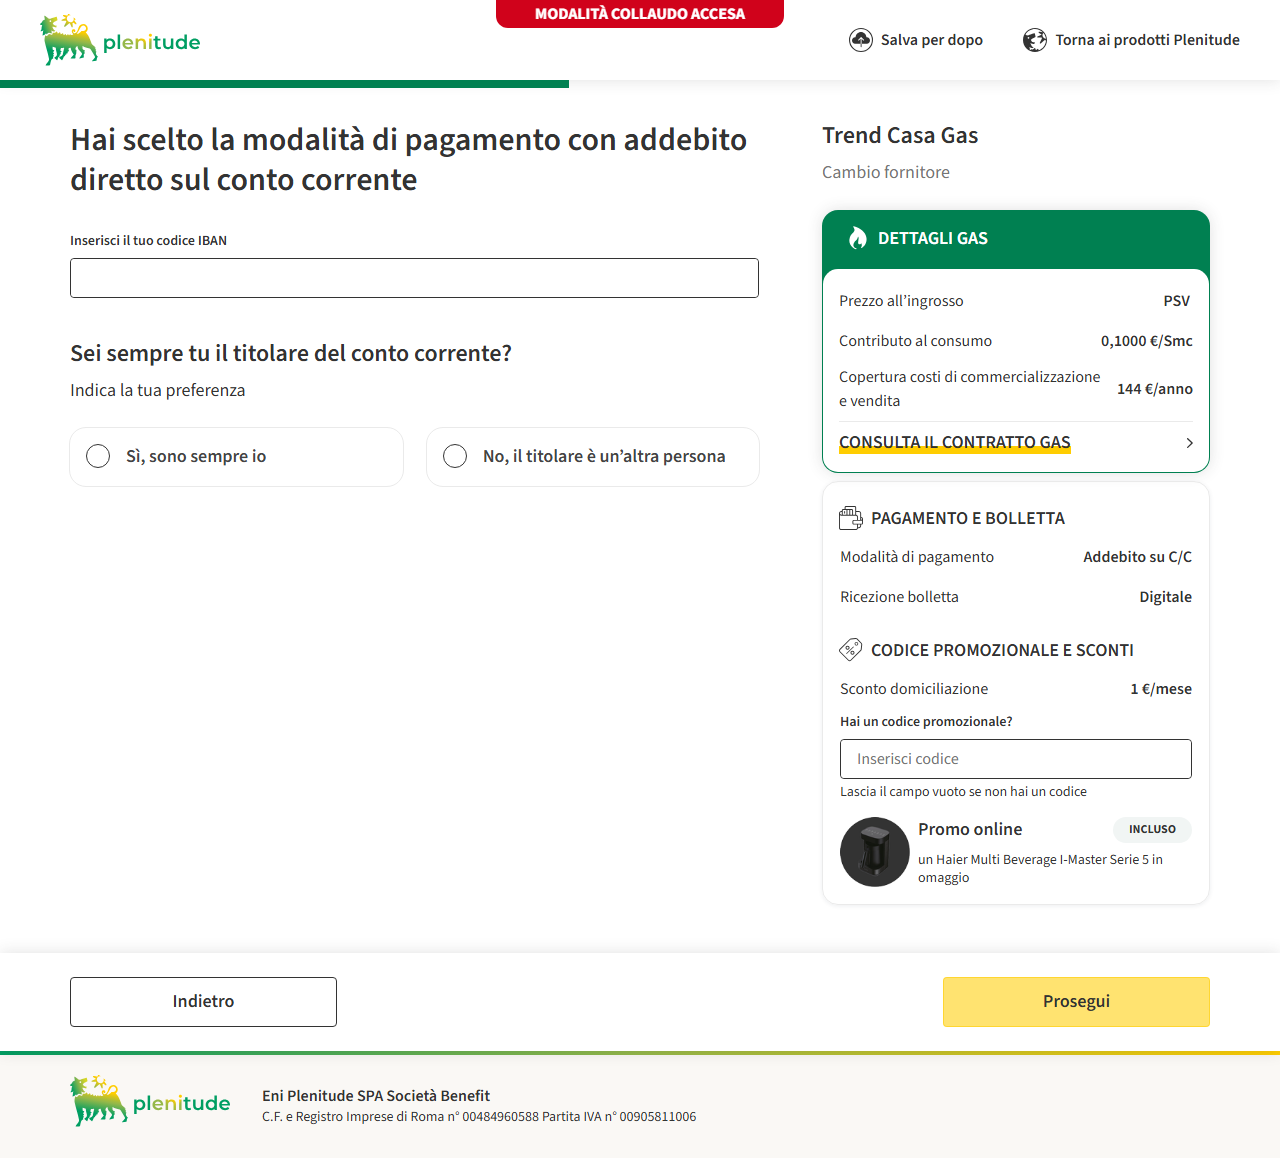 MODALITÀ COLLAUDO ACCESA
plenitude
Salva per dopo
Torna ai prodotti Plenitude
Hai scelto la modalità di pagamento con addebito
diretto sul conto corrente
Inserisci il tuo codice IBAN
Sei sempre tu il titolare del conto corrente?
Indica la tua preferenza
Sì, sono sempre io
No, il titolare è un’altra persona
Trend Casa Gas
Cambio fornitore
DETTAGLI GAS
Prezzo all’ingrosso PSV
Contributo al consumo 0,1000 €/Smc
Copertura costi di commercializzazione
e vendita 144 €/anno
CONSULTA IL CONTRATTO GAS
PAGAMENTO E BOLLETTA
Modalità di pagamento Addebito su C/C
Ricezione bolletta Digitale
CODICE PROMOZIONALE E SCONTI
Sconto domiciliazione 1 €/mese
Hai un codice promozionale?
Inserisci codice
Lascia il campo vuoto se non hai un codice
Promo online INCLUSO
un Haier Multi Beverage I-Master Serie 5 in
omaggio
Indietro
Prosegui
plenitude
Eni Plenitude SPA Società Benefit
C.F. e Registro Imprese di Roma n° 00484960588 Partita IVA n° 00905811006